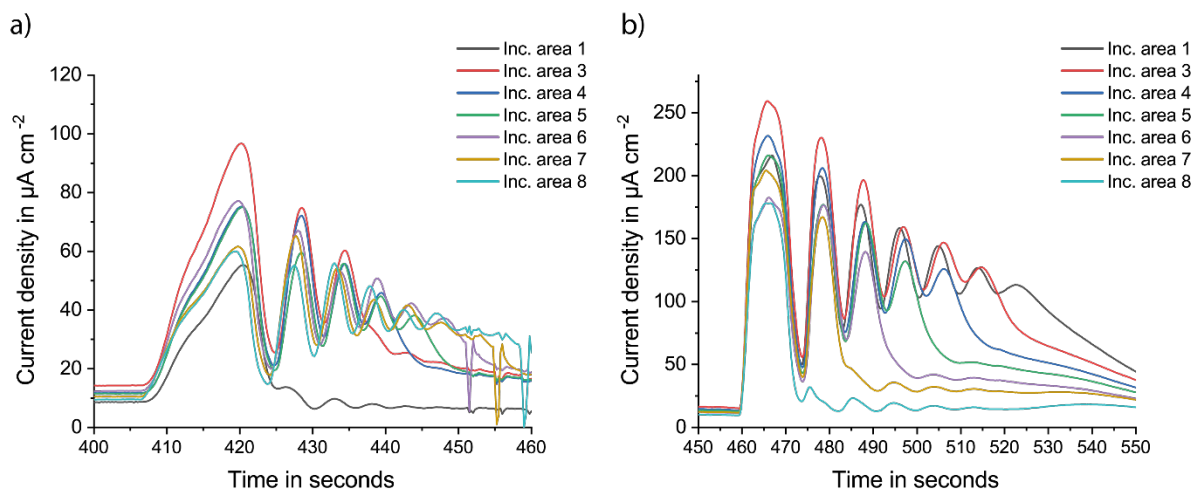 a)
Inc. area 1
Inc. area 3
Inc. area 4
Inc. area 5
Inc. area 6
Inc. area 7
Inc. area 8
120
100
80
60
40
20
0
400
410
420
430
440
450
460
Current density in µA cm⁻²
Time in seconds
b)
Inc. area 1
Inc. area 3
Inc. area 4
Inc. area 5
Inc. area 6
Inc. area 7
Inc. area 8
250
200
150
100
50
0
450
460
470
480
490
500
510
520
530
540
550
Current density in µA cm⁻²
Time in seconds